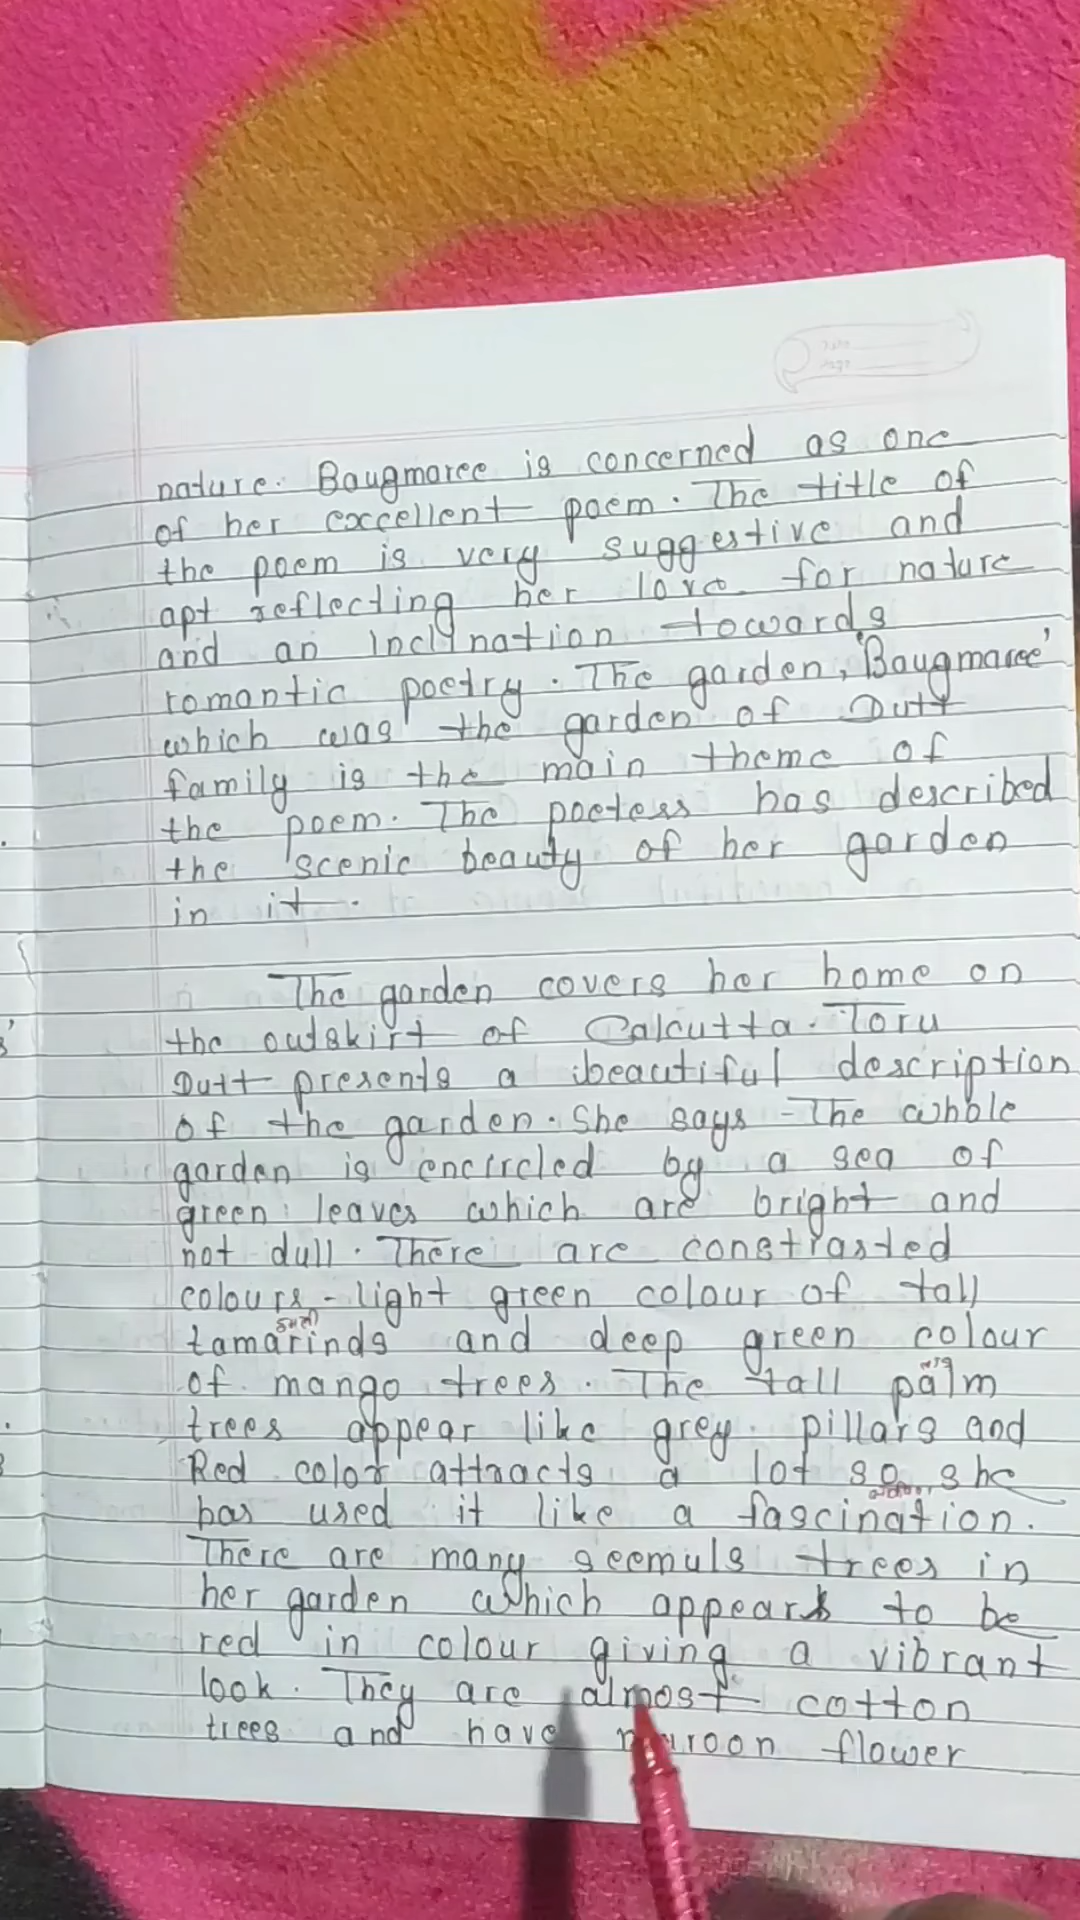 nature. Baugmaree is concerned as one
of her excellent poem. The title of
the poem is very suggestive and
apt reflecting her love for nature
and an inclination towards
romantic poetry. The garden, 'Baugmaree'
which was the garden of Dutt
family is the main theme of
the poem. The poetess has described
the scenic beauty of her garden
in it.
The garden covers her home on
the outskirt of Calcutta. Toru
Dutt presents a beautiful description
of the garden. She says - The whole
garden is encircled by a sea of
green leaves which are bright and
not dull. There are constrasted
colours - light green colour of tall
इमली
tamarinds and deep green colour
of mango trees. The tall palm
trees appear like grey pillars and
Red color attracts a lot so she
has used it like a fascination.
There are many seemuls trees in
her garden which appears to be
red in colour giving a vibrant
look. They are almost cotton
trees and have maroon flower